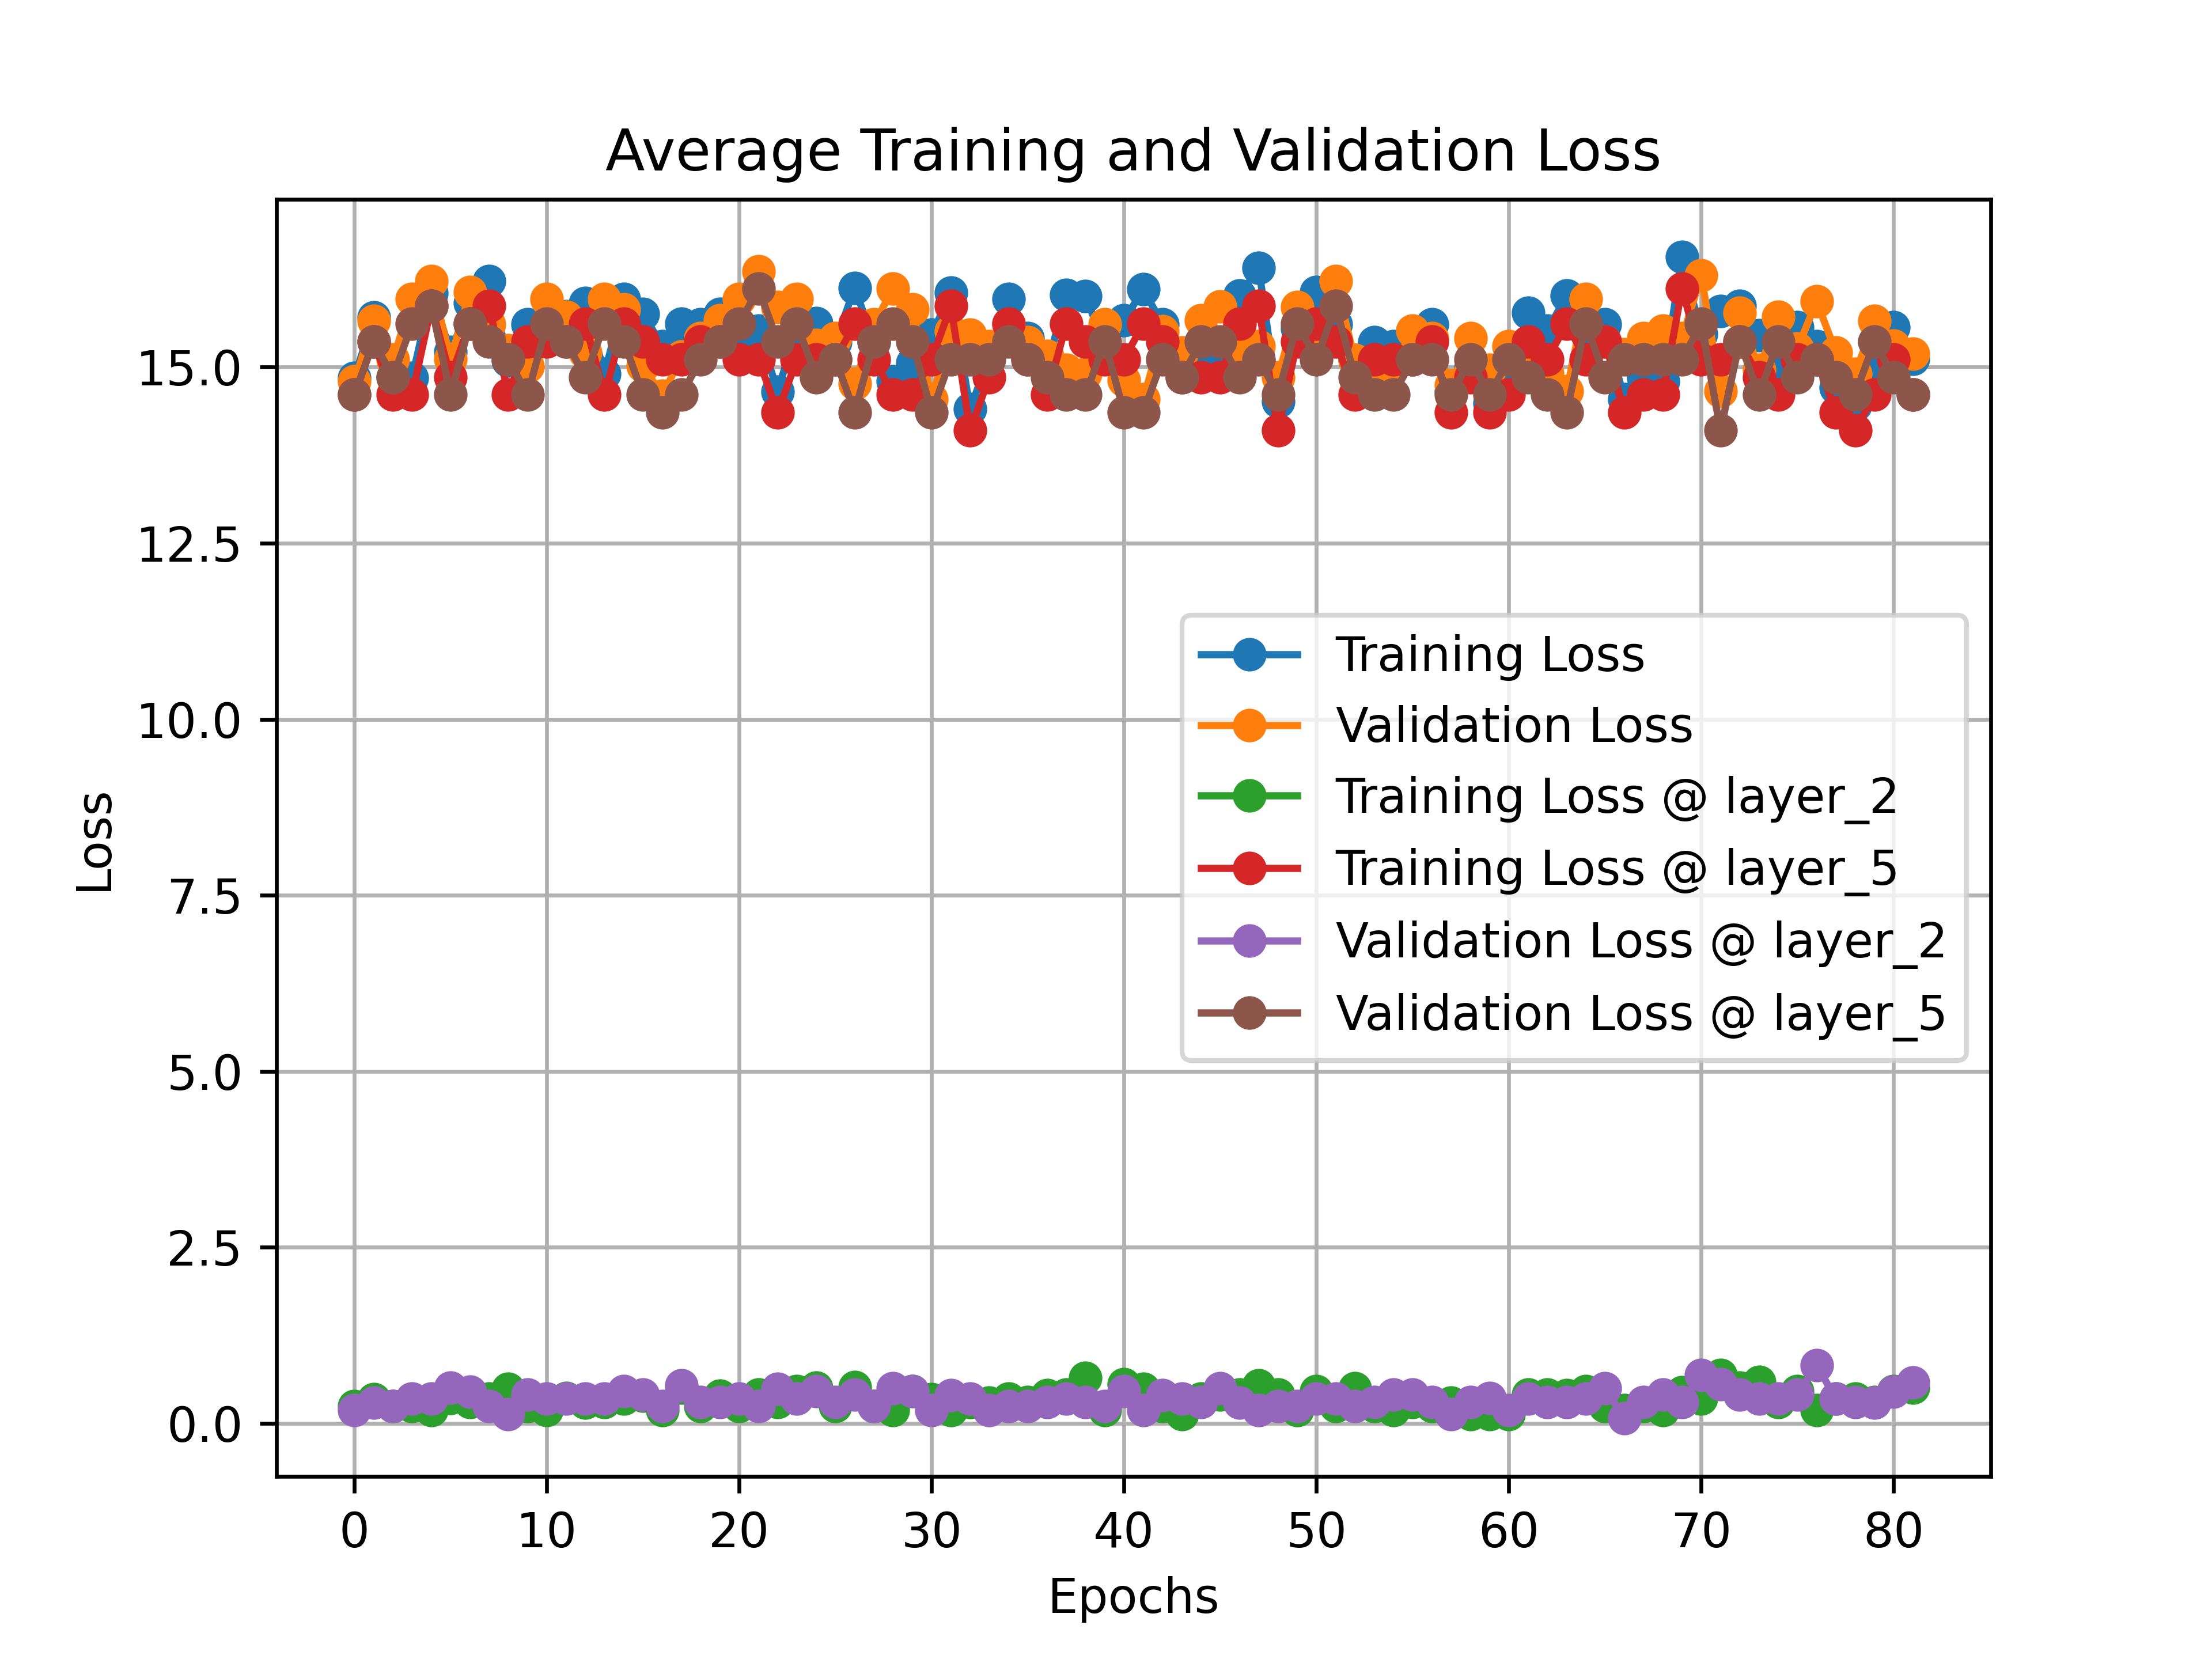 Average Training and Validation Loss
15.0
12.5
10.0
7.5
5.0
2.5
0.0
Loss
Training Loss
Validation Loss
Training Loss @ layer_2
Training Loss @ layer_5
Validation Loss @ layer_2
Validation Loss @ layer_5
0 10 20 30 40 50 60 70 80
Epochs